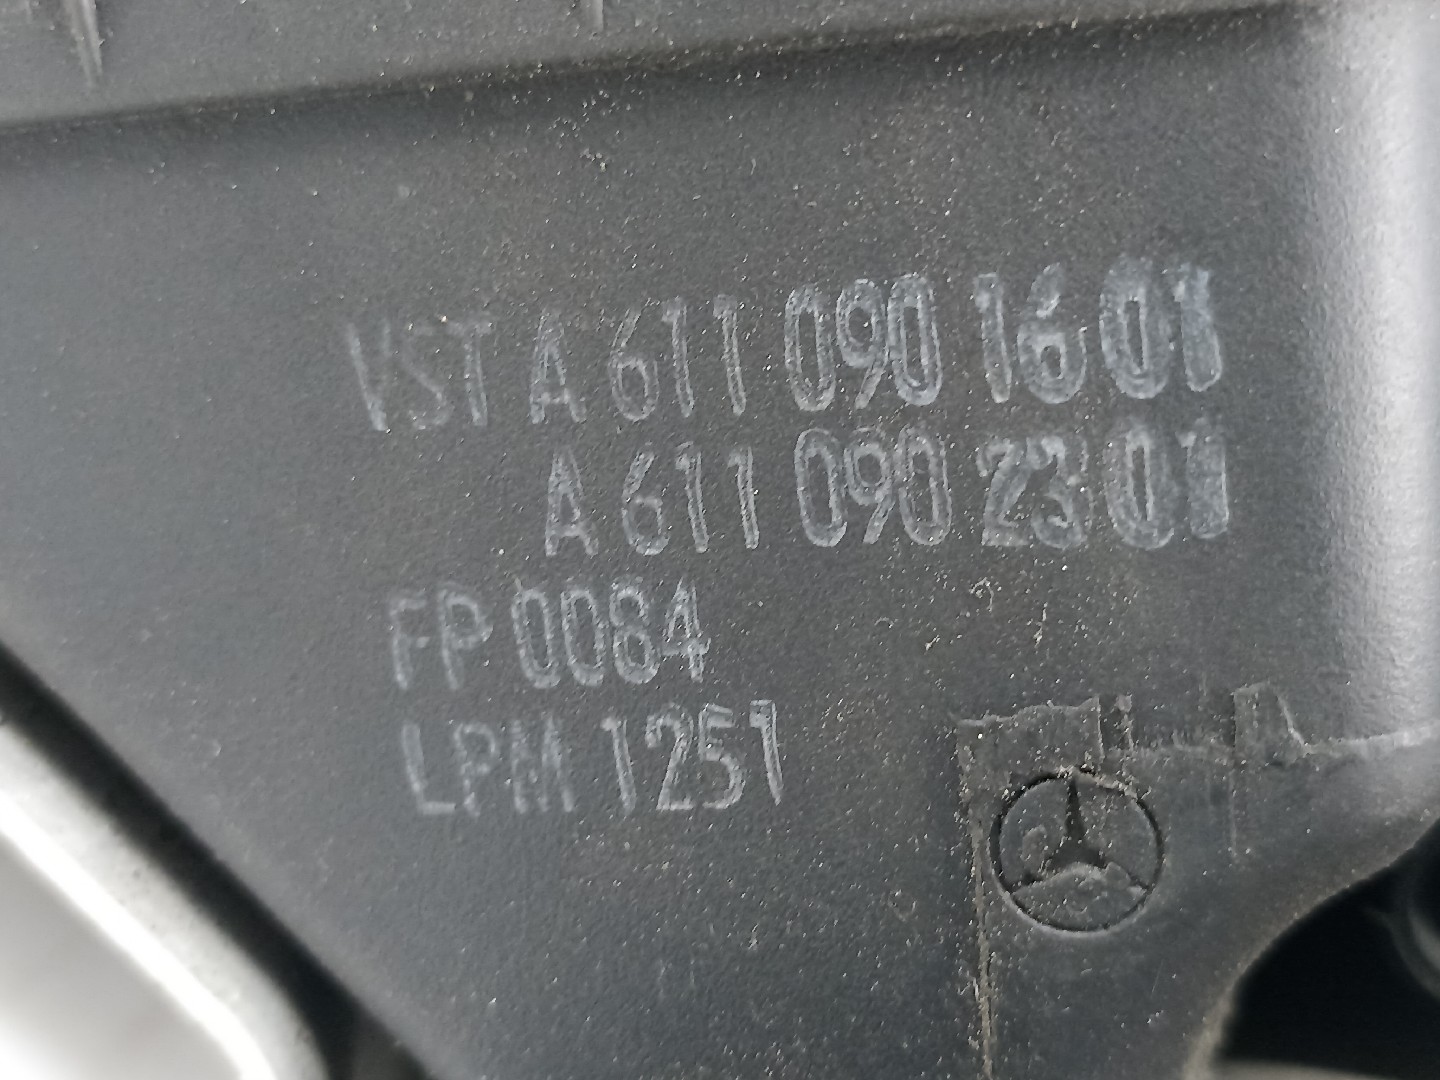 VST A 611 090 16 01
A 611 090 23 01
FP 0084
LPM 1251